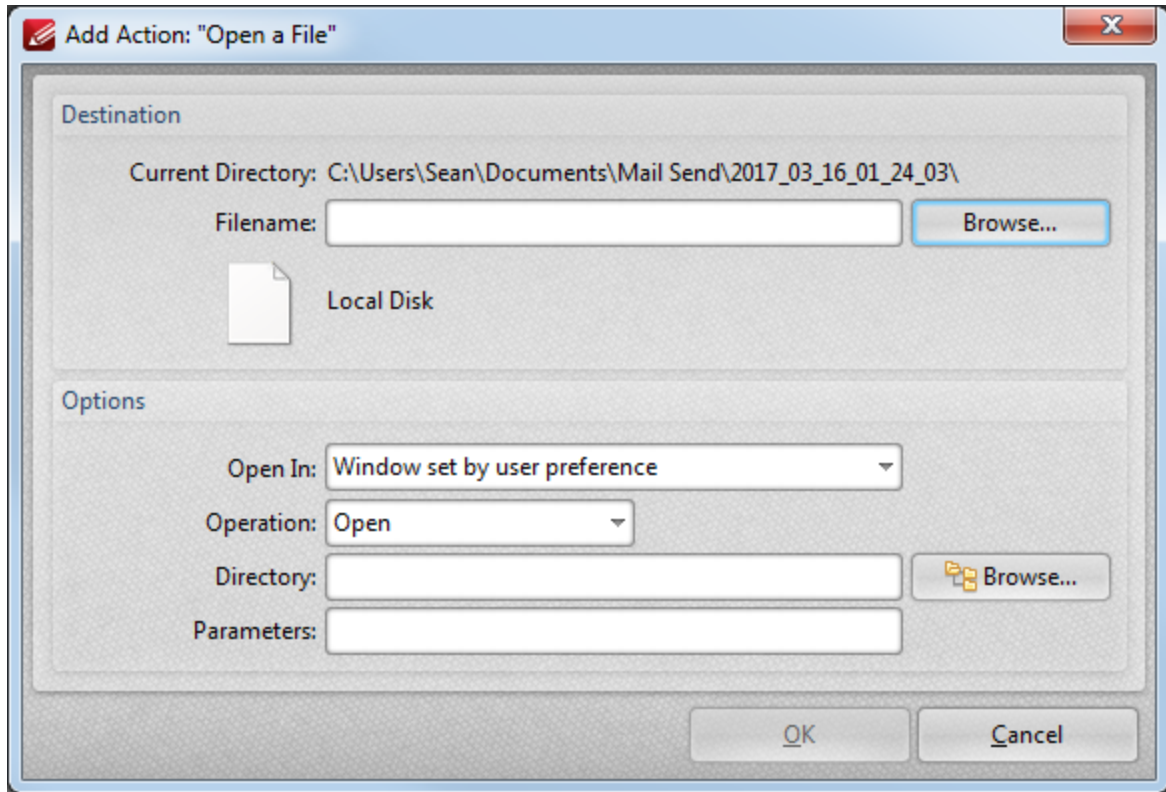 Add Action: "Open a File"
Destination
Current Directory: C:\Users\Sean\Documents\Mail Send\2017_03_16_01_24_03\
Filename: Browse...
Local Disk
Options
Open In: Window set by user preference
Operation: Open
Directory: Browse...
Parameters:
OK Cancel